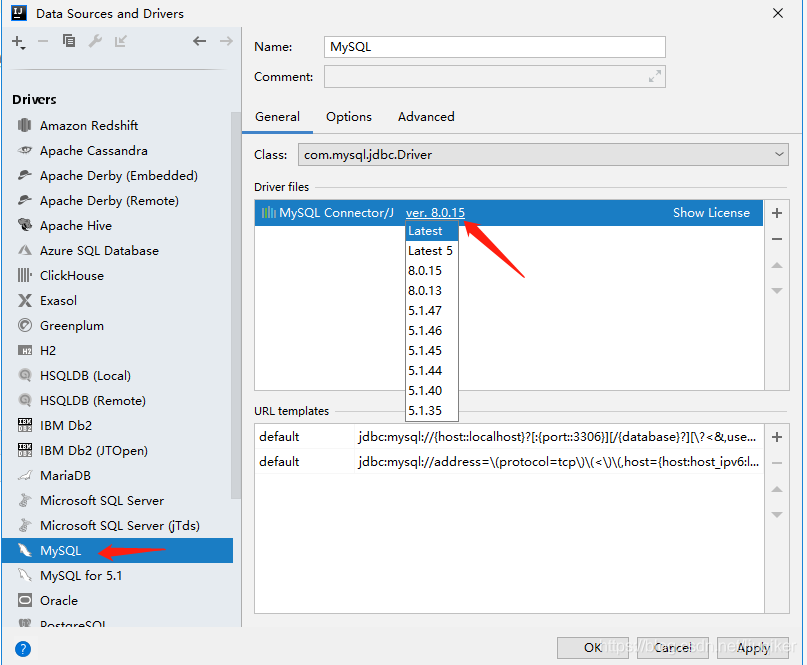 Data Sources and Drivers
Drivers
Amazon Redshift
Apache Cassandra
Apache Derby (Embedded)
Apache Derby (Remote)
Apache Hive
Azure SQL Database
ClickHouse
Exasol
Greenplum
H2
HSQLDB (Local)
HSQLDB (Remote)
IBM Db2
IBM Db2 (JTOpen)
MariaDB
Microsoft SQL Server
Microsoft SQL Server (jTds)
MySQL
MySQL for 5.1
Oracle
PostgreSQL
Name: MySQL
Comment:
General Options Advanced
Class: com.mysql.jdbc.Driver
Driver files
MySQL Connector/J ver. 8.0.15 Show License
Latest
Latest 5
8.0.15
8.0.13
5.1.47
5.1.46
5.1.45
5.1.44
5.1.40
5.1.35
URL templates
default jdbc:mysql://{host::localhost}?[:{port::3306}][/{database}?][\?<&,use...
default jdbc:mysql://address=\(protocol=tcp\)\(<\)\(,host={host:host_ipv6:l...
OK Cancel Apply